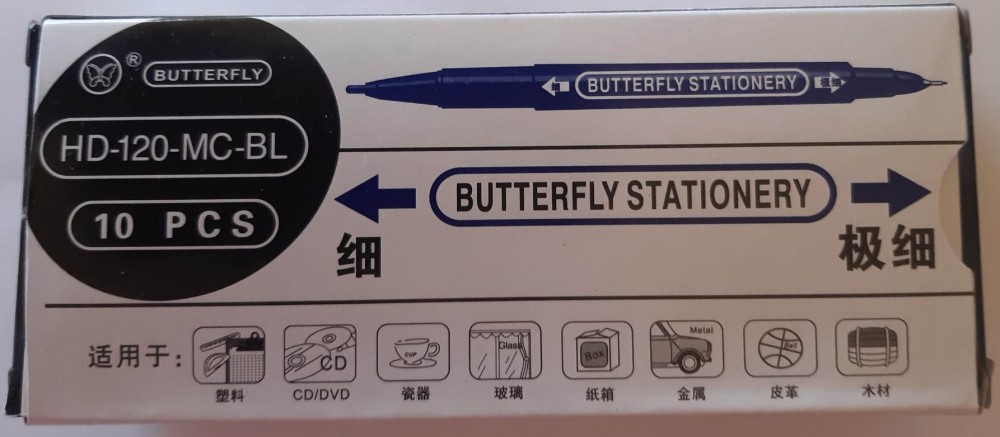 ® BUTTERFLY
HD-120-MC-BL
10 PCS
BUTTERFLY STATIONERY
BUTTERFLY STATIONERY
细
极细
适用于:
CD
CUP
Glass
Box
Metal
Ball
塑料
CD/DVD
瓷器
玻璃
纸箱
金属
皮革
木材